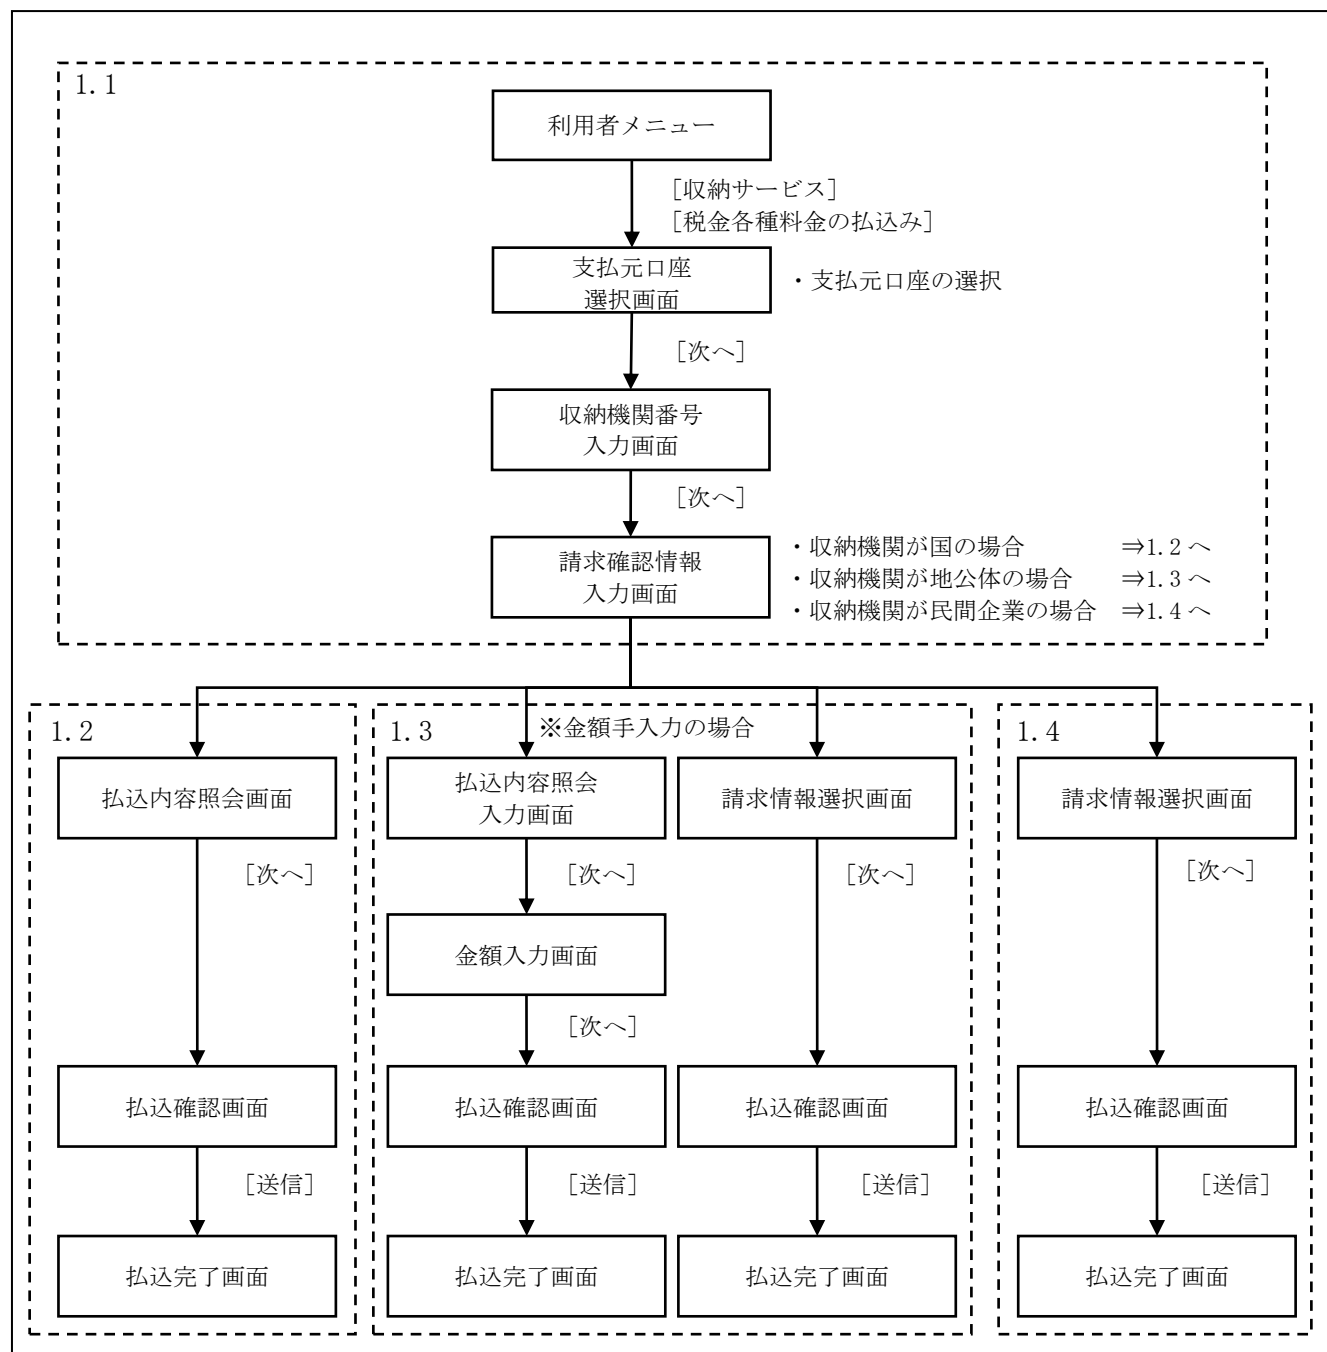 1.1
利用者メニュー
[収納サービス]
[税金各種料金の払込み]
支払元口座
選択画面
・支払元口座の選択
[次へ]
収納機関番号
入力画面
[次へ]
請求確認情報
入力画面
・収納機関が国の場合 ⇒1.2へ
・収納機関が地公体の場合 ⇒1.3へ
・収納機関が民間企業の場合 ⇒1.4へ
1.2
払込内容照会画面
[次へ]
払込確認画面
[送信]
払込完了画面
1.3
※金額手入力の場合
払込内容照会
入力画面
[次へ]
金額入力画面
[次へ]
払込確認画面
[送信]
払込完了画面
請求情報選択画面
[次へ]
払込確認画面
[送信]
払込完了画面
1.4
請求情報選択画面
[次へ]
払込確認画面
[送信]
払込完了画面